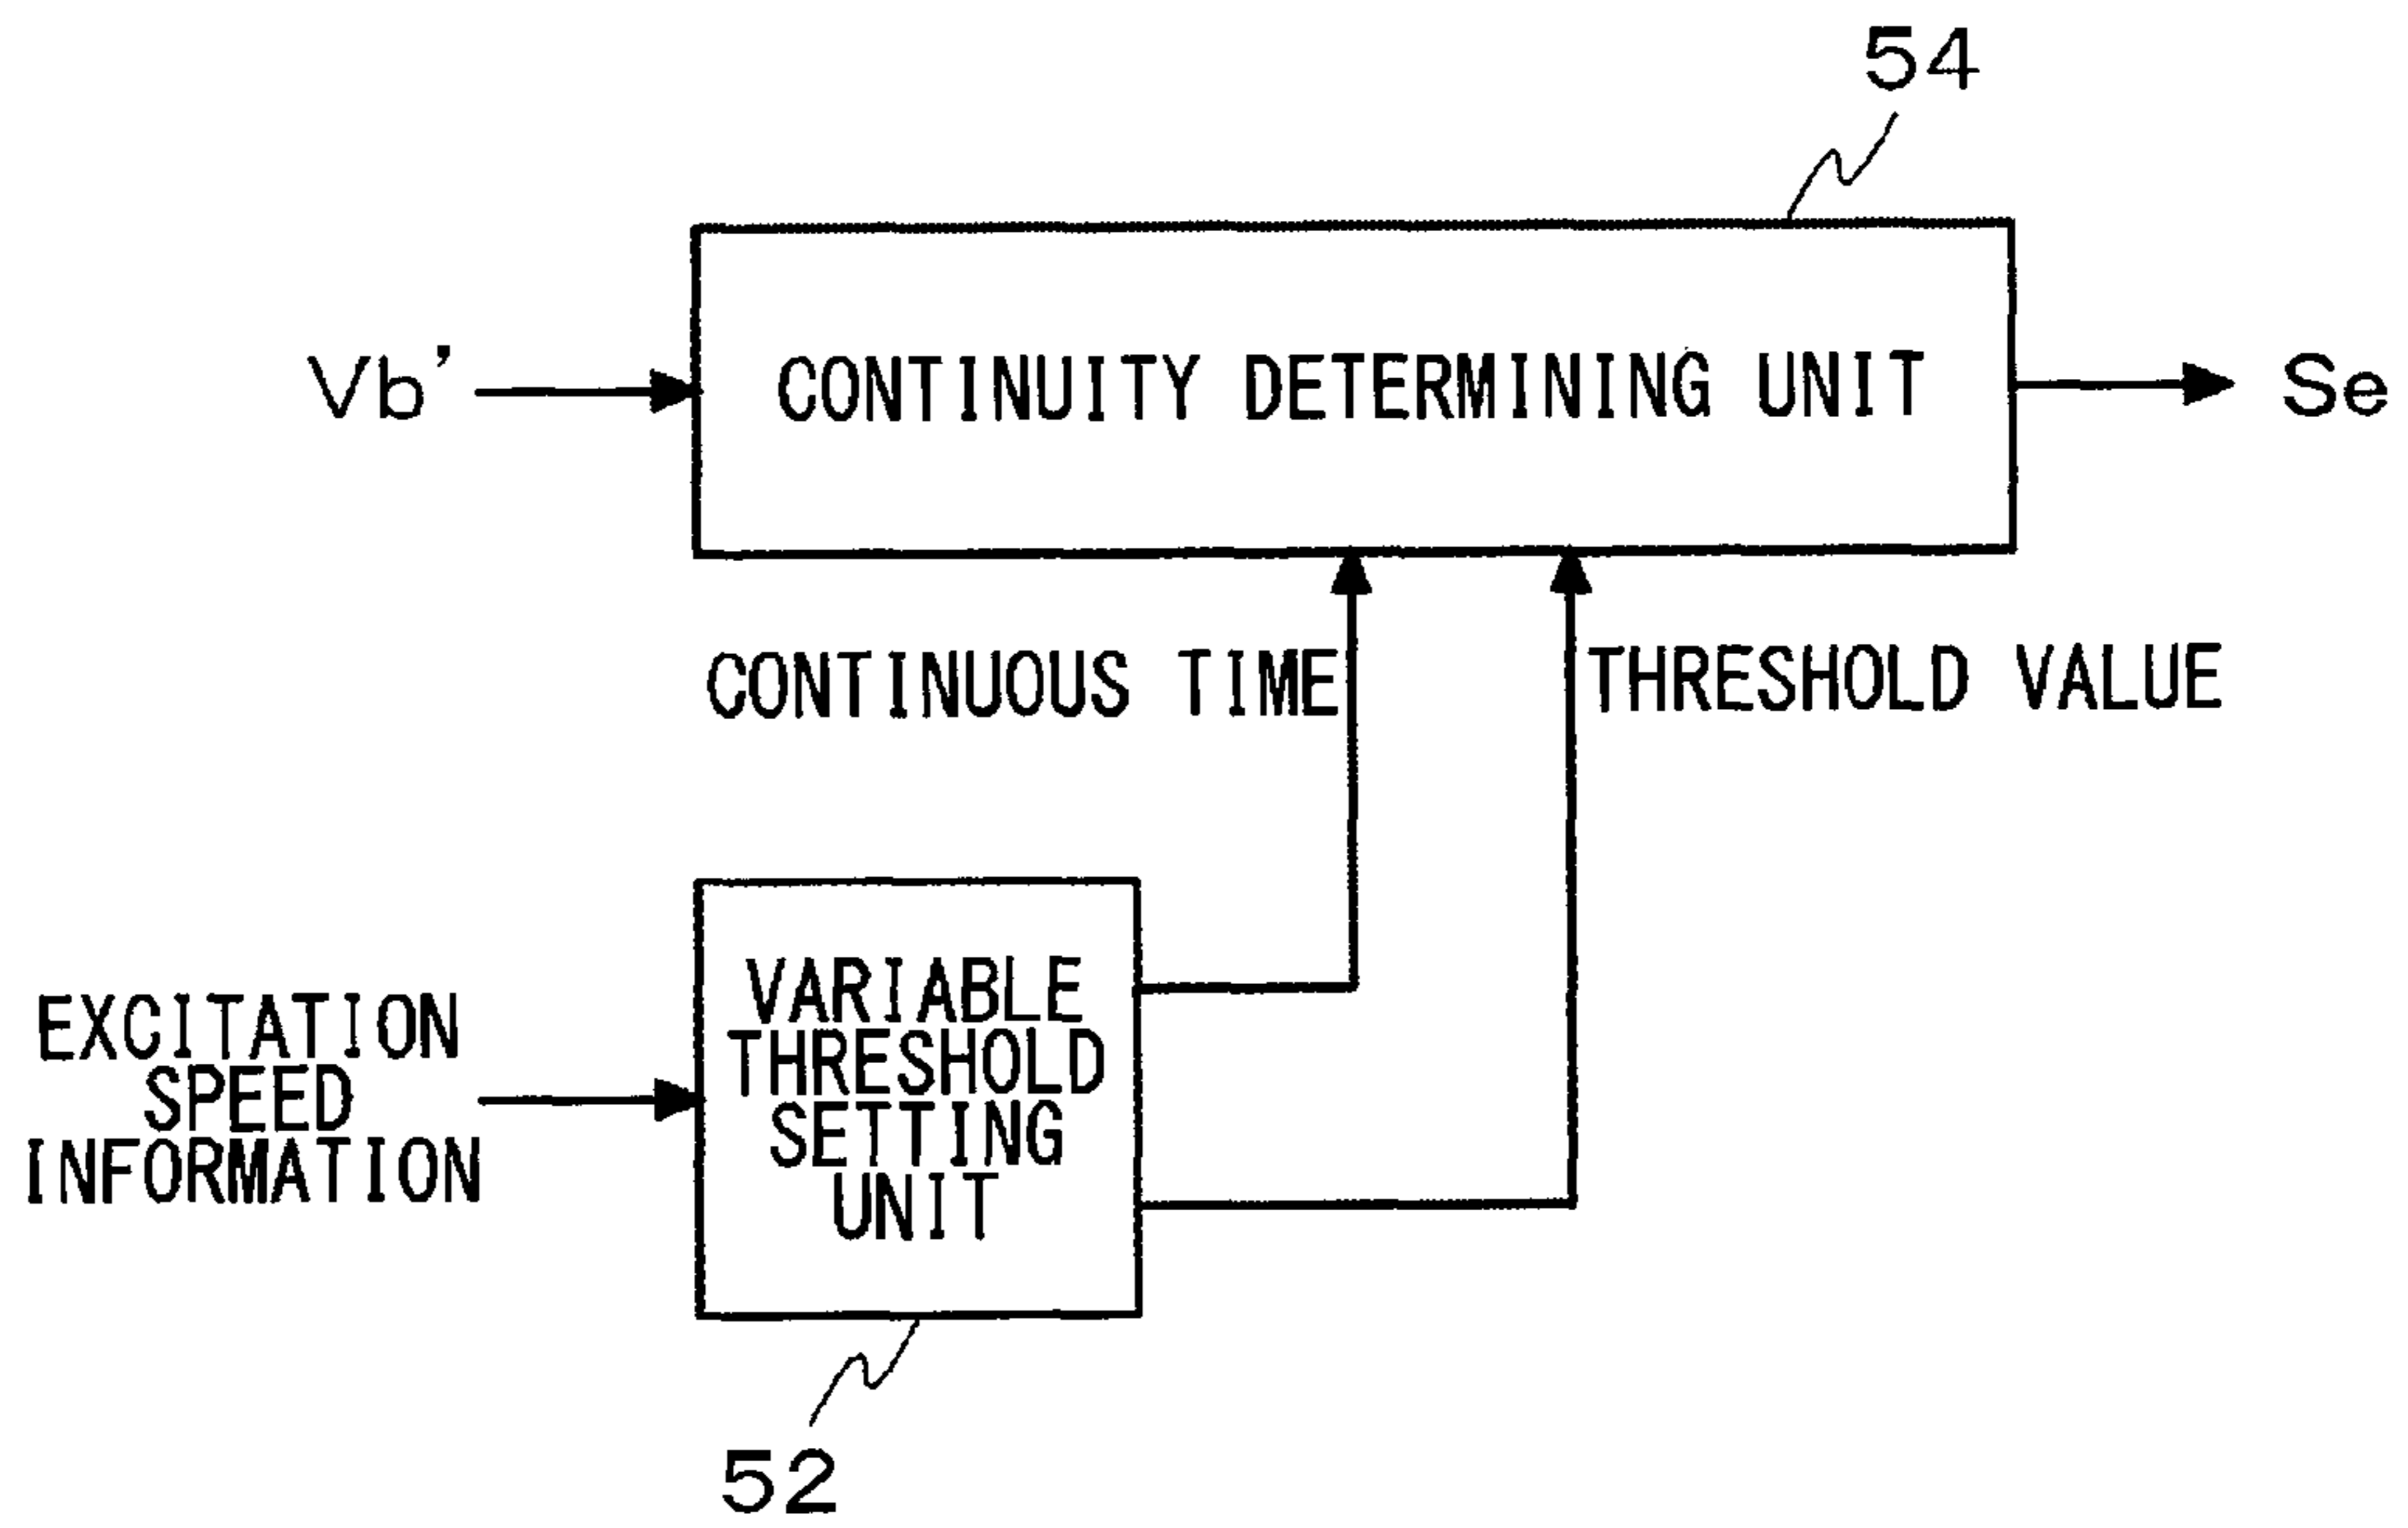 54
Vb'
CONTINUITY DETERMINING UNIT
Se
CONTINUOUS TIME
THRESHOLD VALUE
EXCITATION
SPEED
INFORMATION
VARIABLE
THRESHOLD
SETTING
UNIT
52